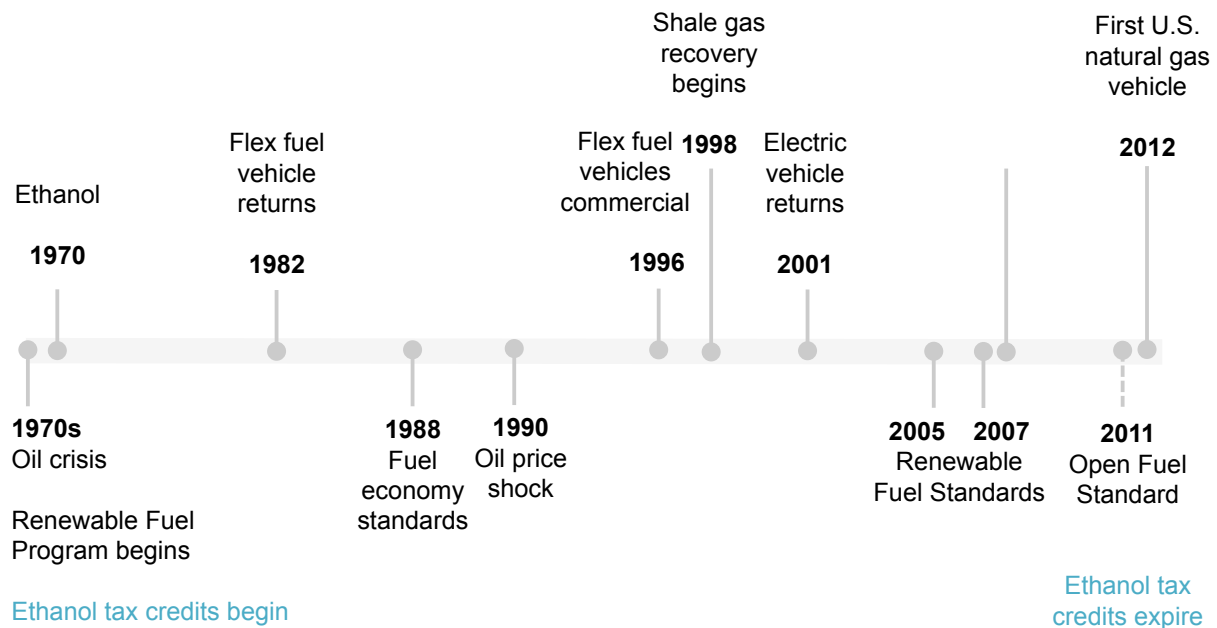 Ethanol
1970
Flex fuel
vehicle
returns
1982
Flex fuel
vehicles
commercial
1996
Shale gas
recovery
begins
1998
Electric
vehicle
returns
2001
First U.S.
natural gas
vehicle
2012
1970s
Oil crisis
Renewable Fuel
Program begins
Ethanol tax credits begin
1988
Fuel
economy
standards
1990
Oil price
shock
2005 2007
Renewable
Fuel Standards
2011
Open Fuel
Standard
Ethanol tax
credits expire